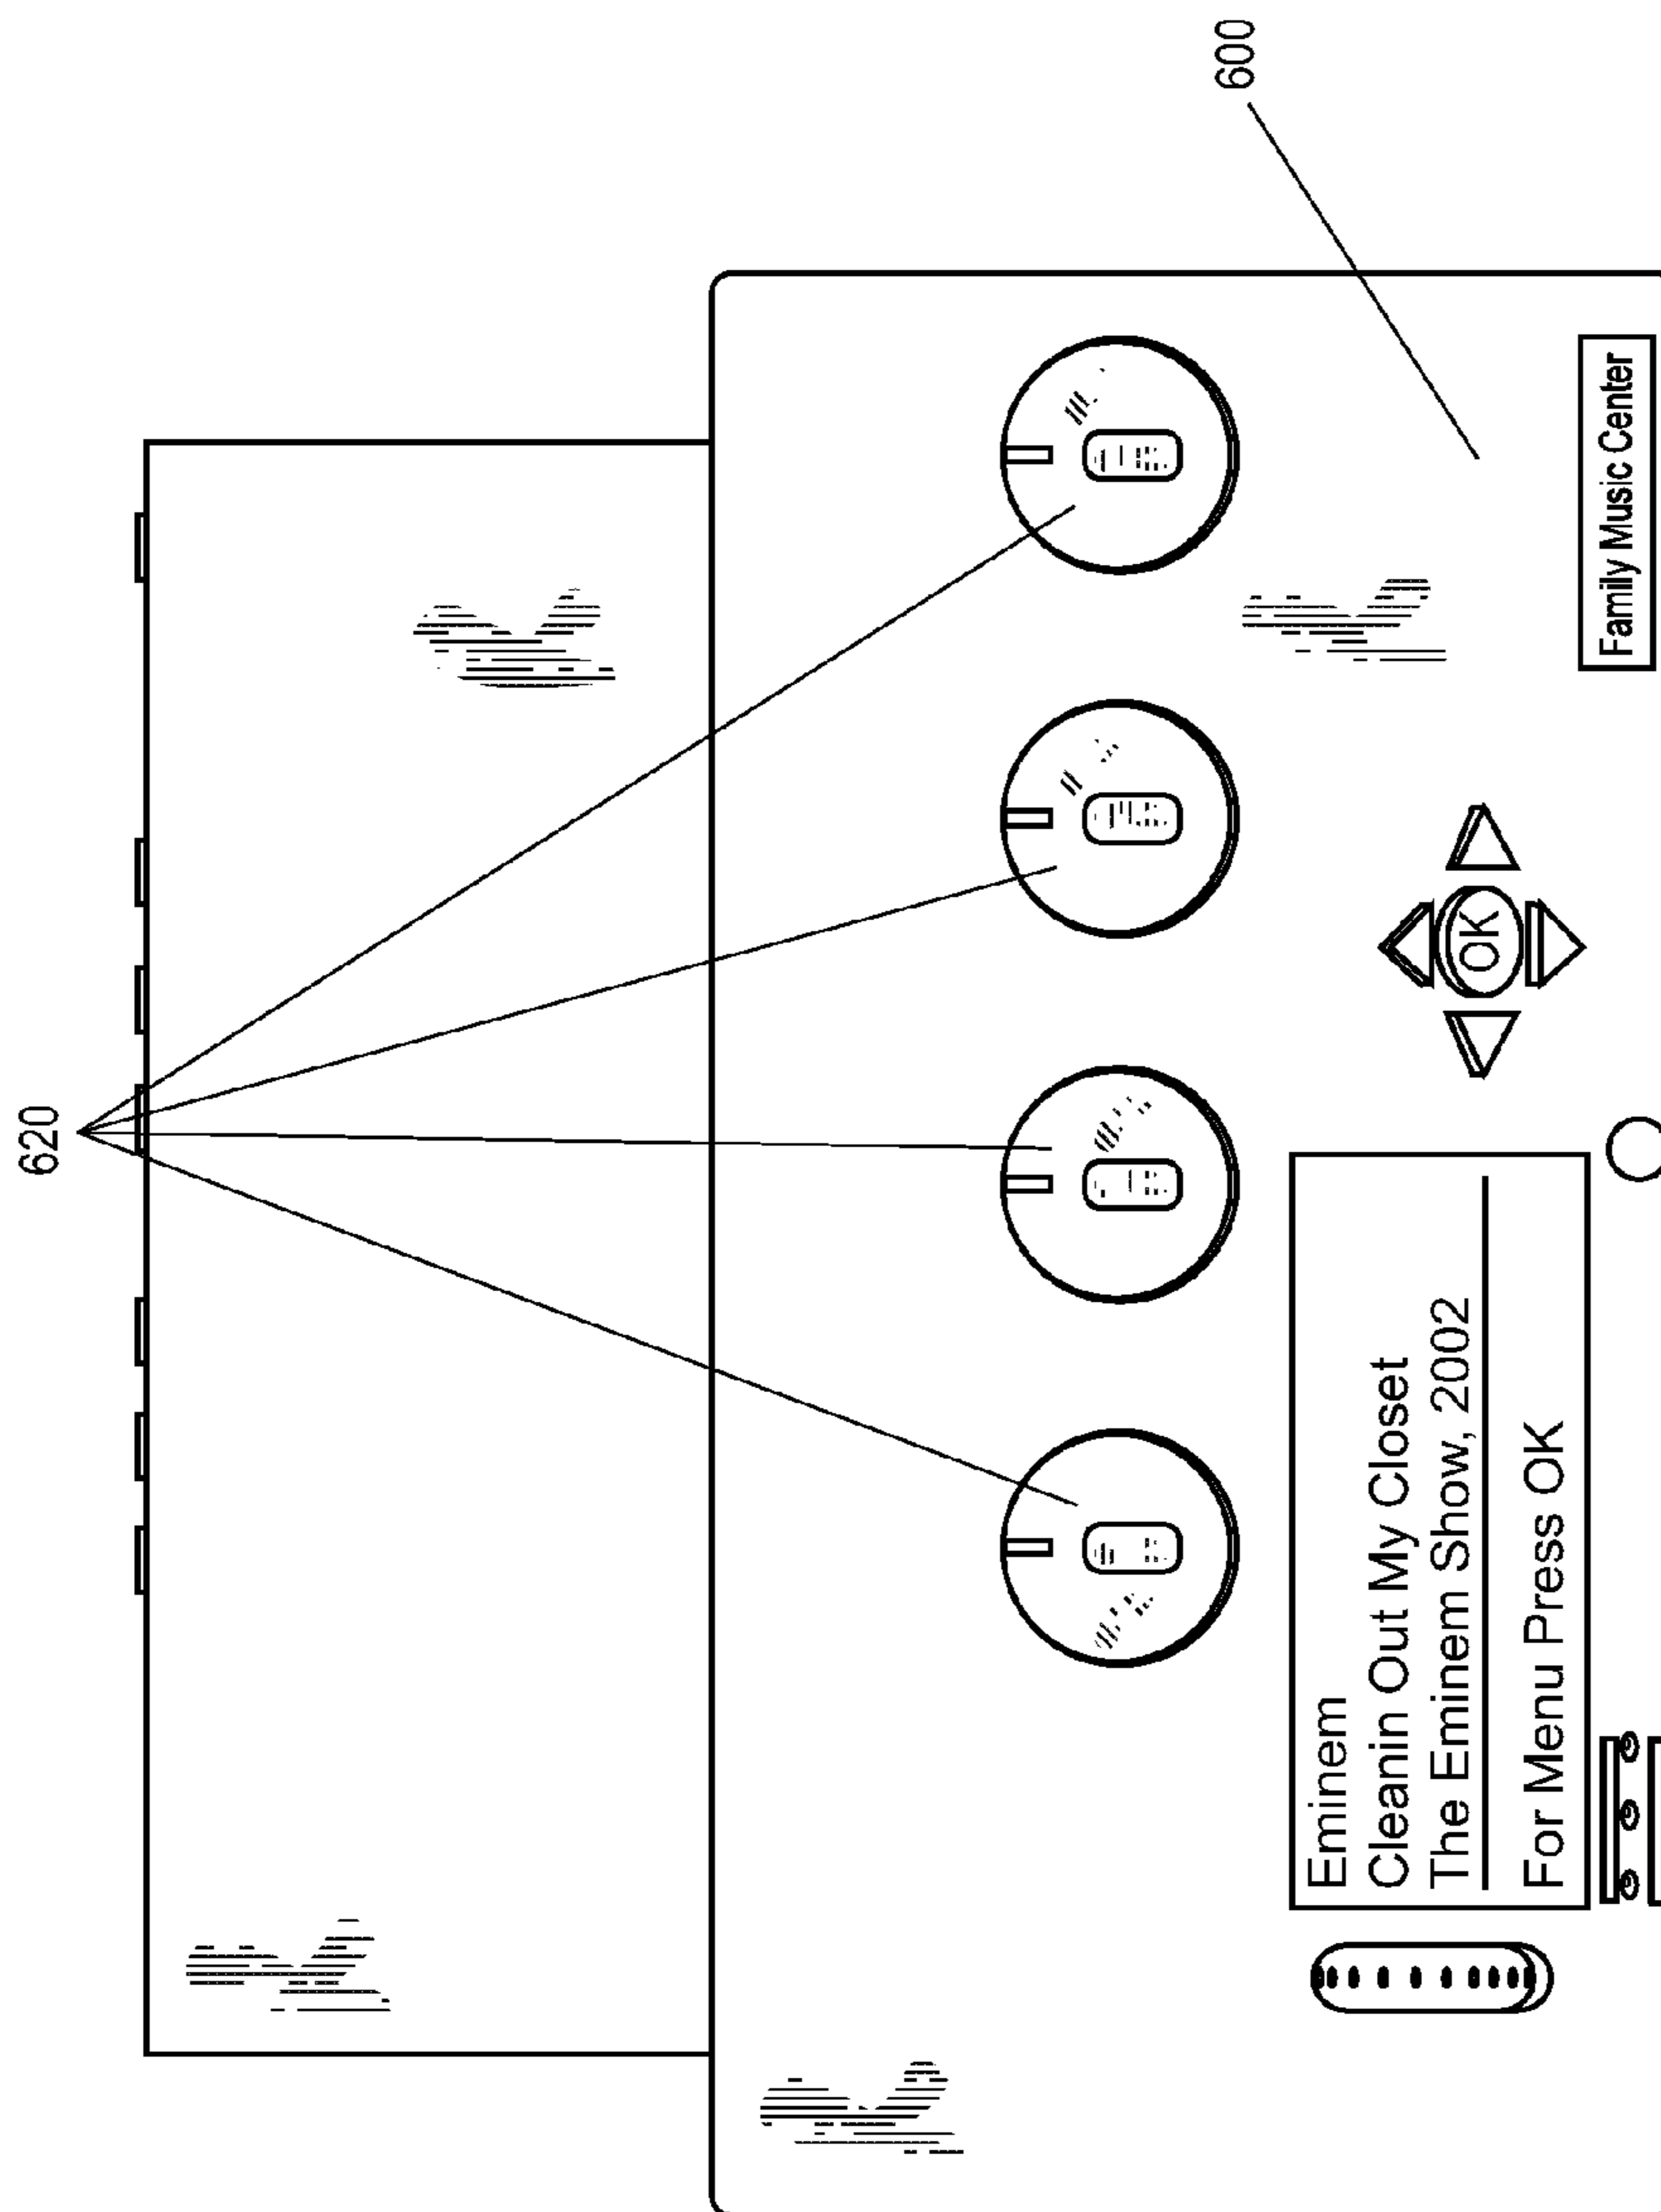 620
600
Eminem
Cleanin Out My Closet
The Eminem Show, 2002
For Menu Press OK
OK
Family Music Center